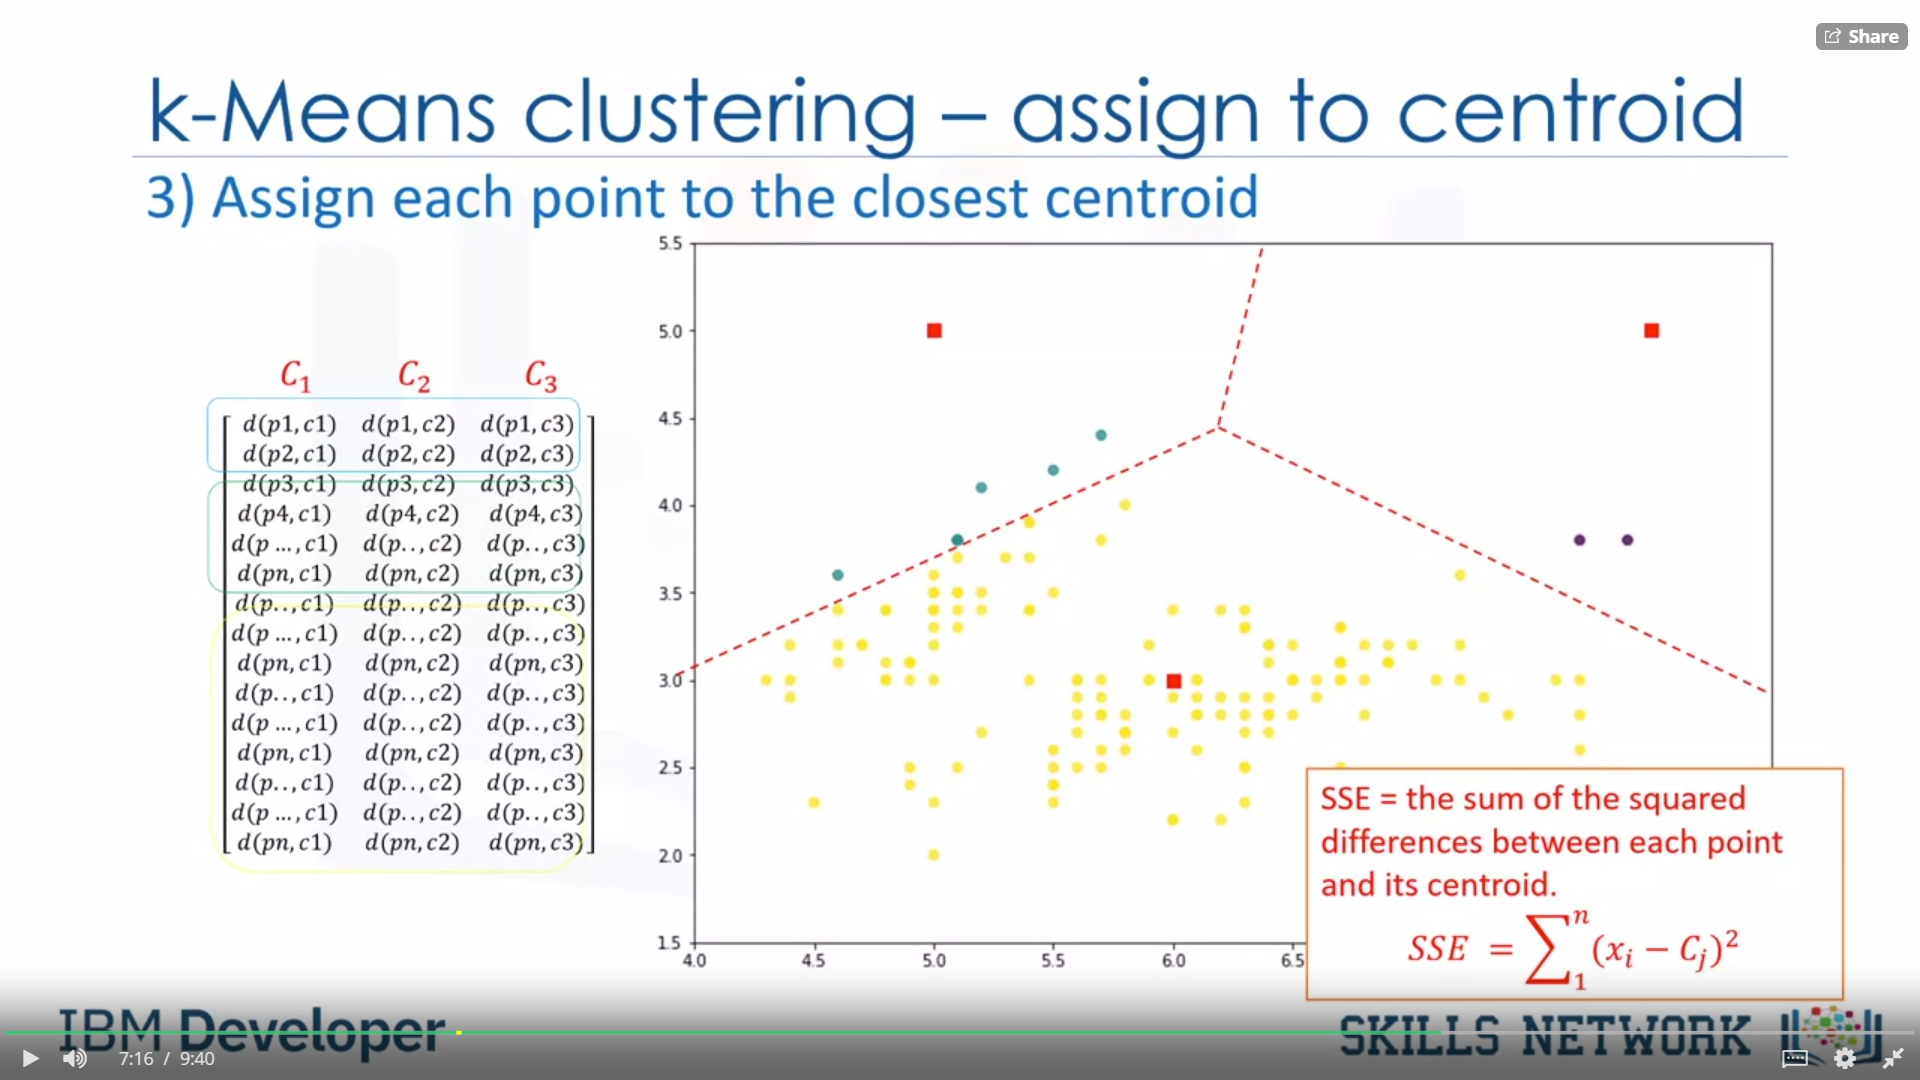 Share
k-Means clustering – assign to centroid
3) Assign each point to the closest centroid
C₁ C₂ C₃
d(p1,c1) d(p1,c2) d(p1,c3)
d(p2,c1) d(p2,c2) d(p2,c3)
d(p3,c1) d(p3,c2) d(p3,c3)
d(p4,c1) d(p4,c2) d(p4,c3)
d(p …,c1) d(p..,c2) d(p..,c3)
d(pn,c1) d(pn,c2) d(pn,c3)
d(p..,c1) d(p..,c2) d(p..,c3)
d(p …,c1) d(p..,c2) d(p..,c3)
d(pn,c1) d(pn,c2) d(pn,c3)
d(p..,c1) d(p..,c2) d(p..,c3)
d(p …,c1) d(p..,c2) d(p..,c3)
d(pn,c1) d(pn,c2) d(pn,c3)
d(p..,c1) d(p..,c2) d(p..,c3)
d(p …,c1) d(p..,c2) d(p..,c3)
d(pn,c1) d(pn,c2) d(pn,c3)
5.5
5.0
4.5
4.0
3.5
3.0
2.5
2.0
1.5
4.0 4.5 5.0 5.5 6.0 6.5
SSE = the sum of the squared
differences between each point
and its centroid.
SSE = ∑₁ⁿ (xᵢ − Cⱼ)²
IBM Developer
SKILLS NETWORK
7:16 / 9:40